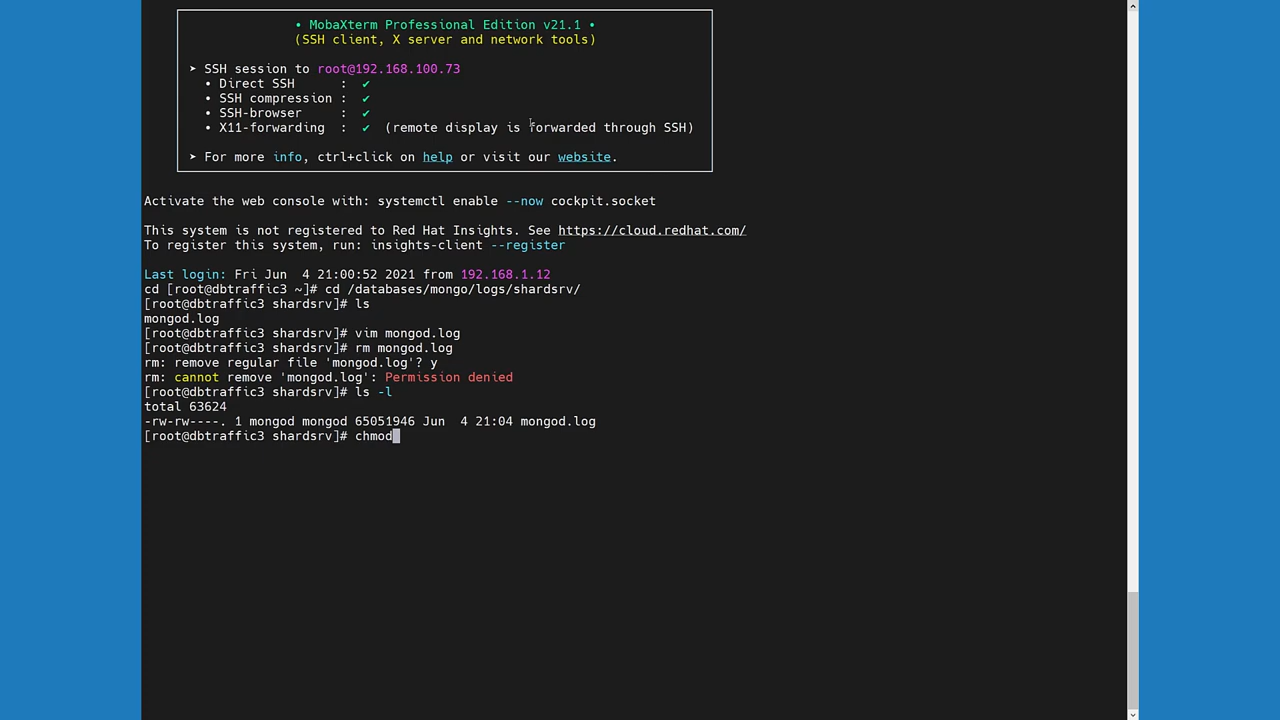 • MobaXterm Professional Edition v21.1 •
(SSH client, X server and network tools)
➤ SSH session to root@192.168.100.73
• Direct SSH : ✔
• SSH compression : ✔
• SSH-browser : ✔
• X11-forwarding : ✔ (remote display is forwarded through SSH)
➤ For more info, ctrl+click on help or visit our website.
Activate the web console with: systemctl enable --now cockpit.socket
This system is not registered to Red Hat Insights. See https://cloud.redhat.com/
To register this system, run: insights-client --register
Last login: Fri Jun  4 21:00:52 2021 from 192.168.1.12
cd [root@dbtraffic3 ~]# cd /databases/mongo/logs/shardsrv/
[root@dbtraffic3 shardsrv]# ls
mongod.log
[root@dbtraffic3 shardsrv]# vim mongod.log
[root@dbtraffic3 shardsrv]# rm mongod.log
rm: remove regular file 'mongod.log'? y
rm: cannot remove 'mongod.log': Permission denied
[root@dbtraffic3 shardsrv]# ls -l
total 63624
-rw-rw----. 1 mongod mongod 65051946 Jun  4 21:04 mongod.log
[root@dbtraffic3 shardsrv]# chmod